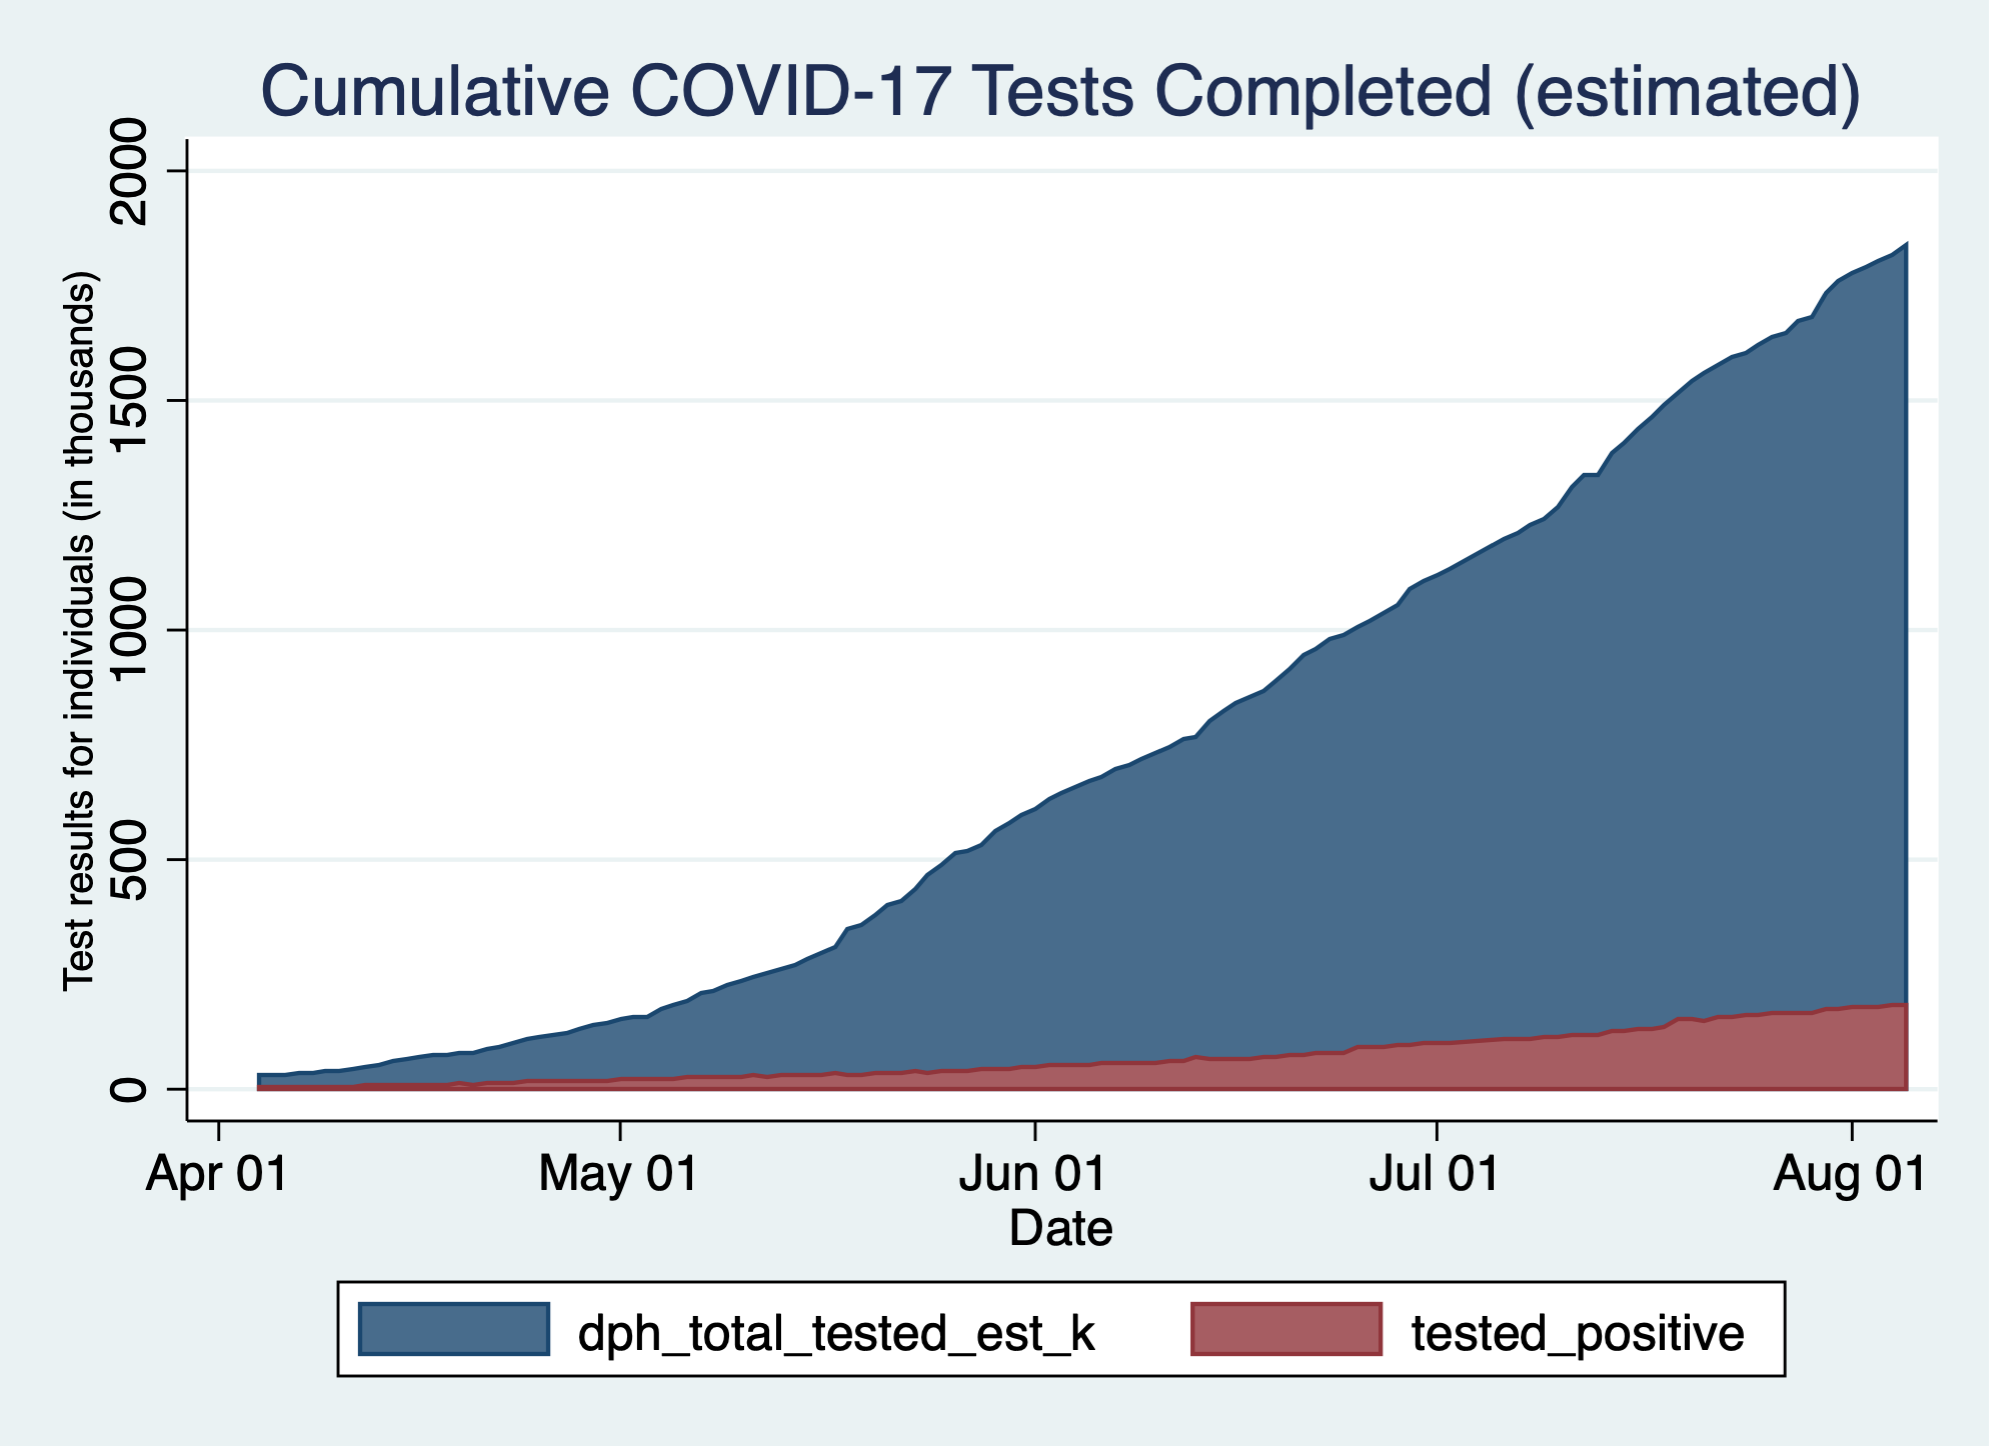 Cumulative COVID-17 Tests Completed (estimated)
Test results for individuals (in thousands)
2000
1500
1000
500
0
Apr 01 May 01 Jun 01 Jul 01 Aug 01
Date
dph_total_tested_est_k tested_positive